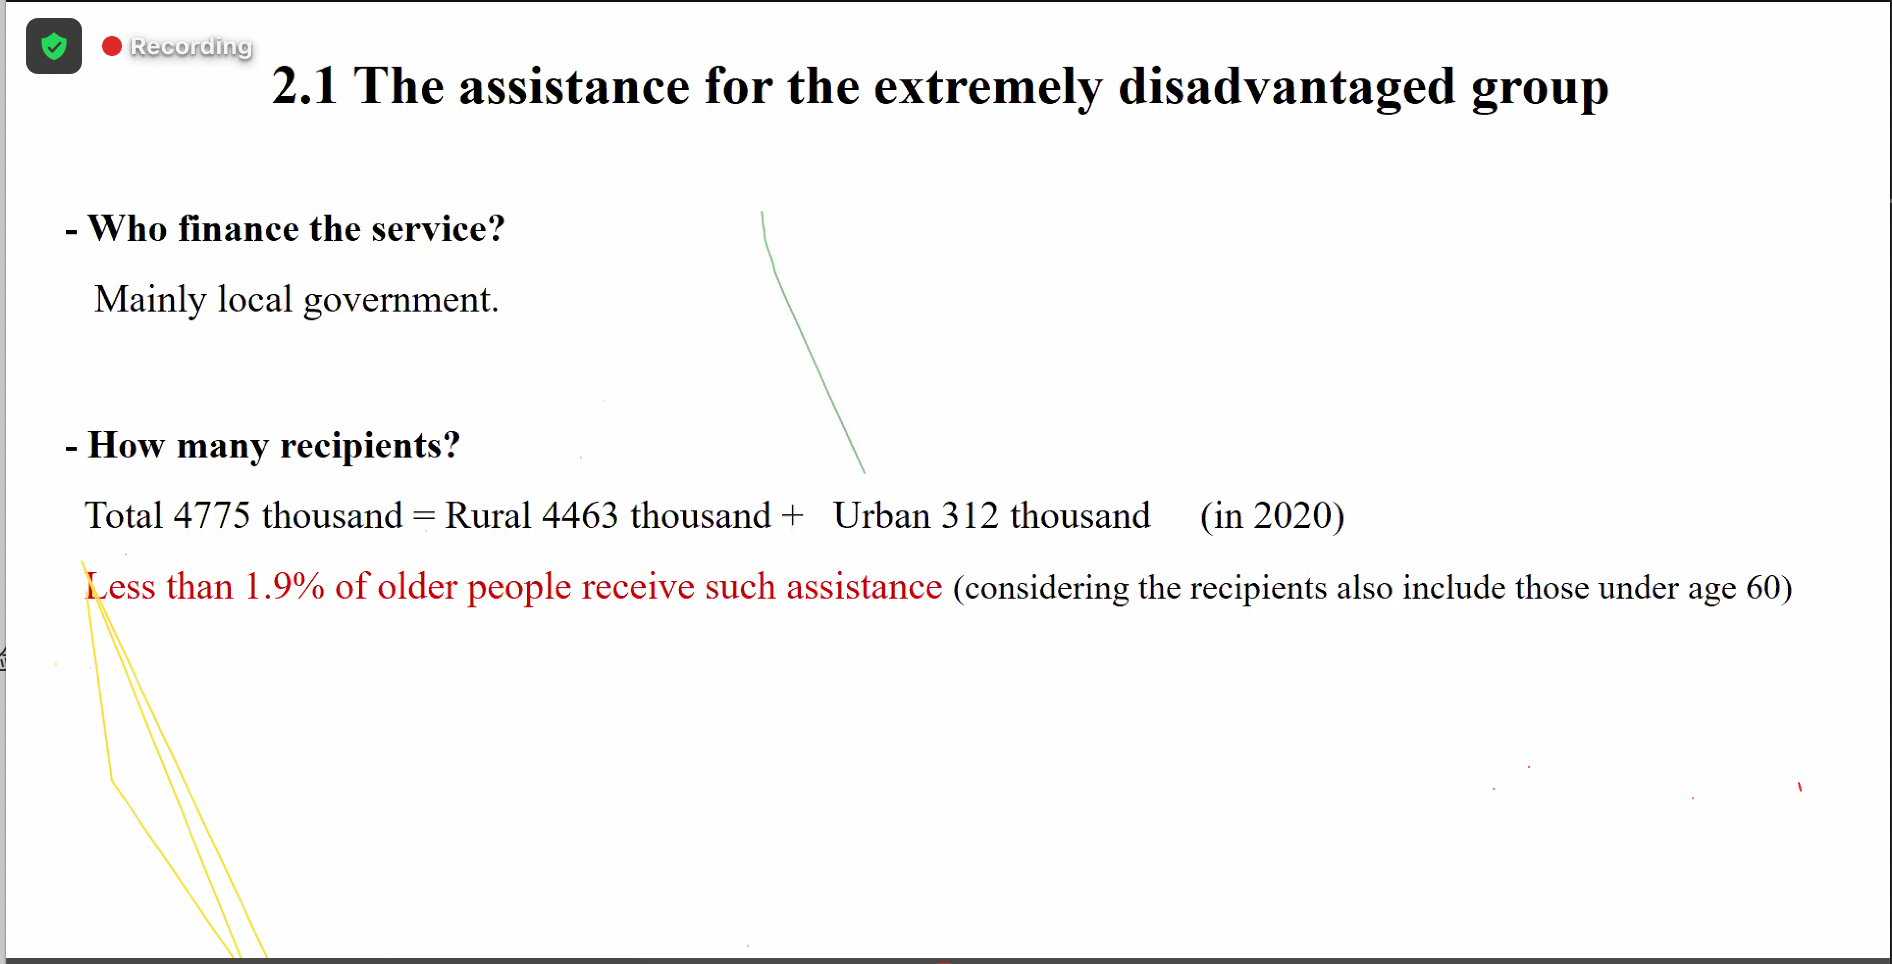 Recording
2.1 The assistance for the extremely disadvantaged group
- Who finance the service?
Mainly local government.
- How many recipients?
Total 4775 thousand = Rural 4463 thousand + Urban 312 thousand (in 2020)
Less than 1.9% of older people receive such assistance (considering the recipients also include those under age 60)